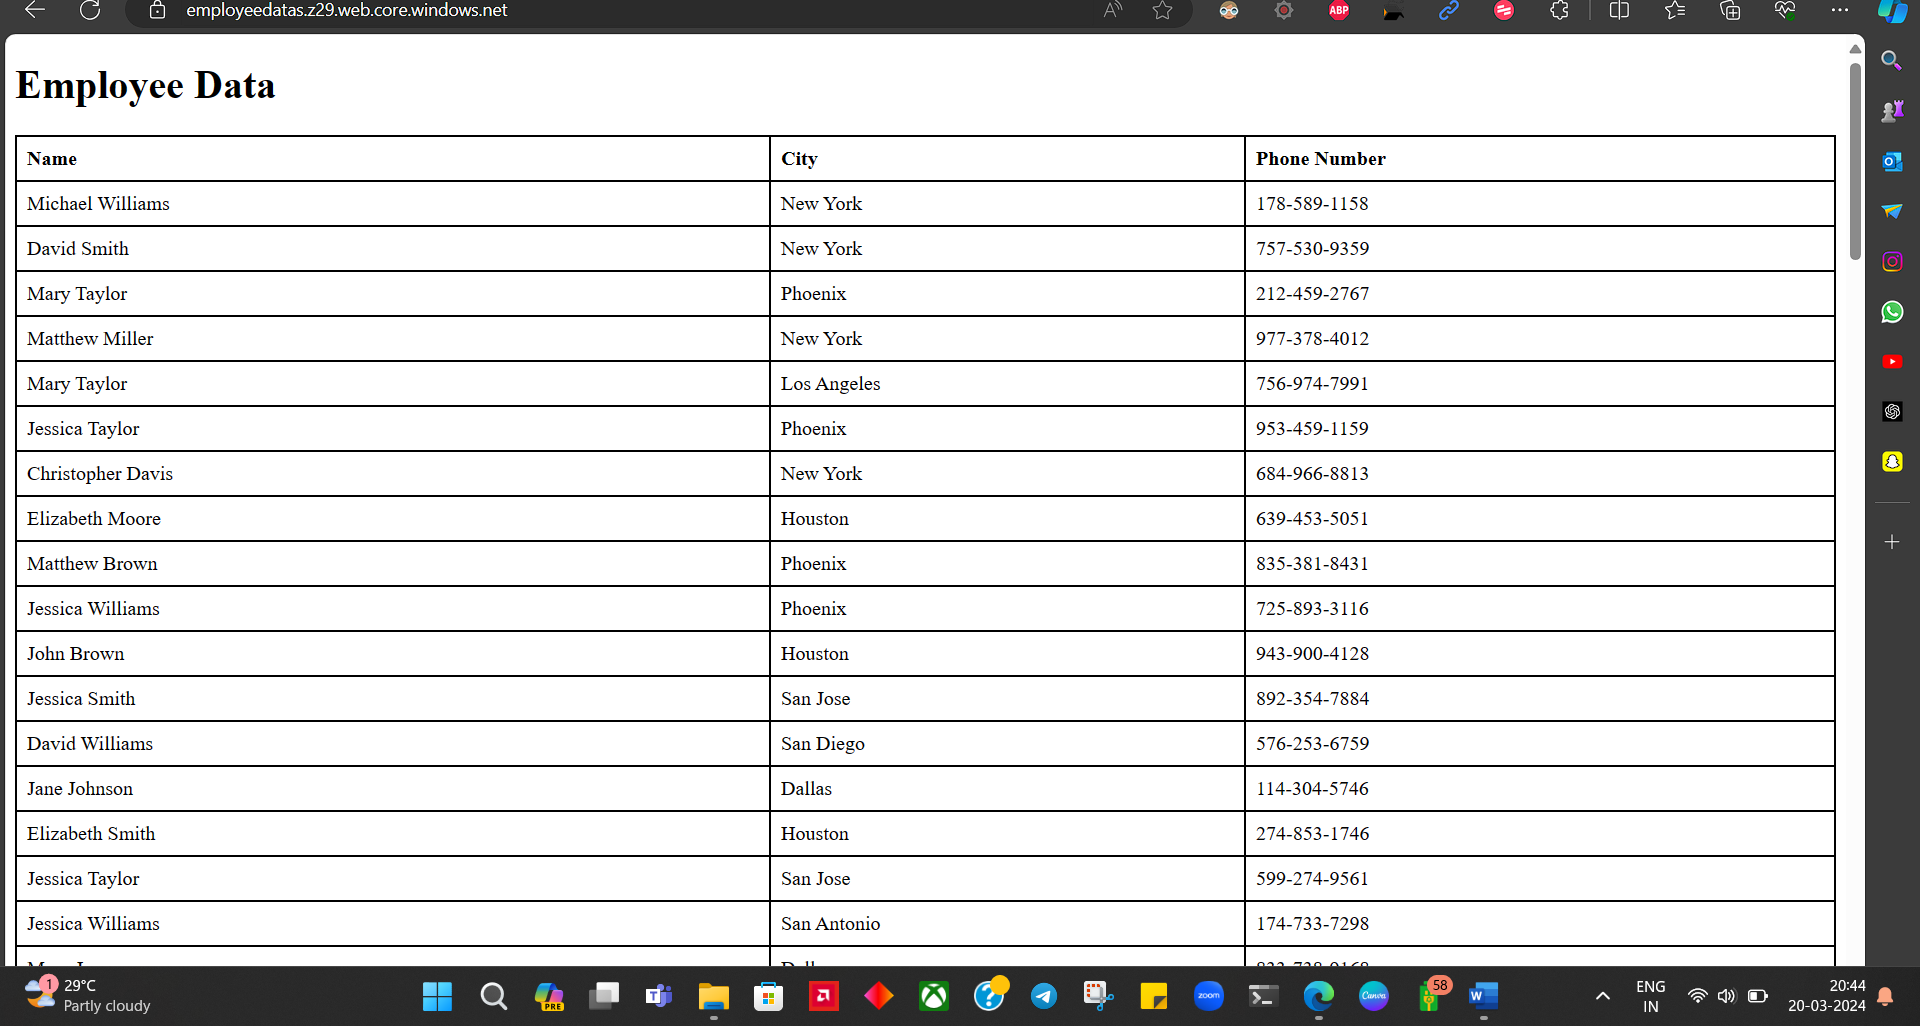 employeedatas.z29.web.core.windows.net
ABP
Employee Data
Name City Phone Number
Michael Williams New York 178-589-1158
David Smith New York 757-530-9359
Mary Taylor Phoenix 212-459-2767
Matthew Miller New York 977-378-4012
Mary Taylor Los Angeles 756-974-7991
Jessica Taylor Phoenix 953-459-1159
Christopher Davis New York 684-966-8813
Elizabeth Moore Houston 639-453-5051
Matthew Brown Phoenix 835-381-8431
Jessica Williams Phoenix 725-893-3116
John Brown Houston 943-900-4128
Jessica Smith San Jose 892-354-7884
David Williams San Diego 576-253-6759
Jane Johnson Dallas 114-304-5746
Elizabeth Smith Houston 274-853-1746
Jessica Taylor San Jose 599-274-9561
Jessica Williams San Antonio 174-733-7298
1
29°C
Partly cloudy
PRE
zoom
Canva
58
W
ENG
IN
20:44
20-03-2024